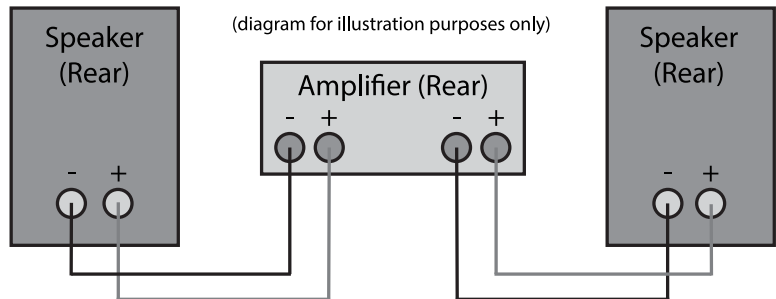 (diagram for illustration purposes only)
Speaker
(Rear)
Amplifier (Rear)
- + - +
- +
Speaker
(Rear)
- +